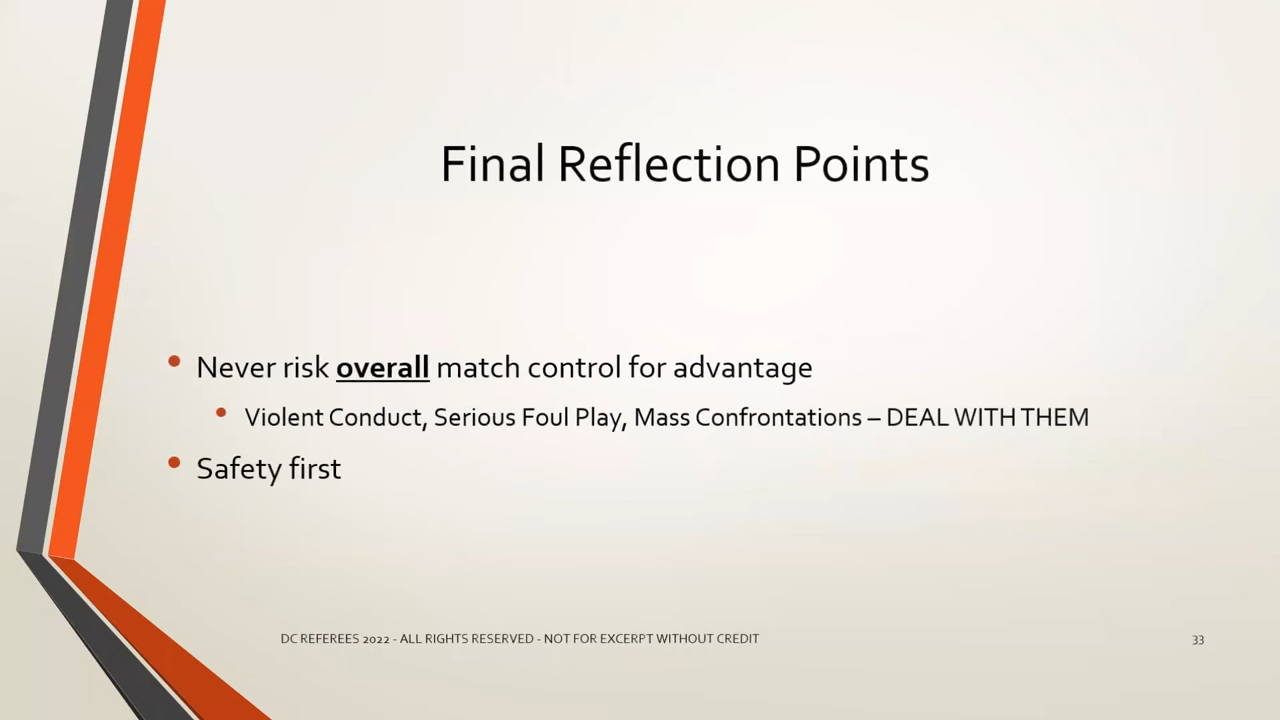 Final Reflection Points
Never risk overall match control for advantage
Violent Conduct, Serious Foul Play, Mass Confrontations – DEAL WITH THEM
Safety first
DC REFEREES 2022 - ALL RIGHTS RESERVED - NOT FOR EXCERPT WITHOUT CREDIT
33